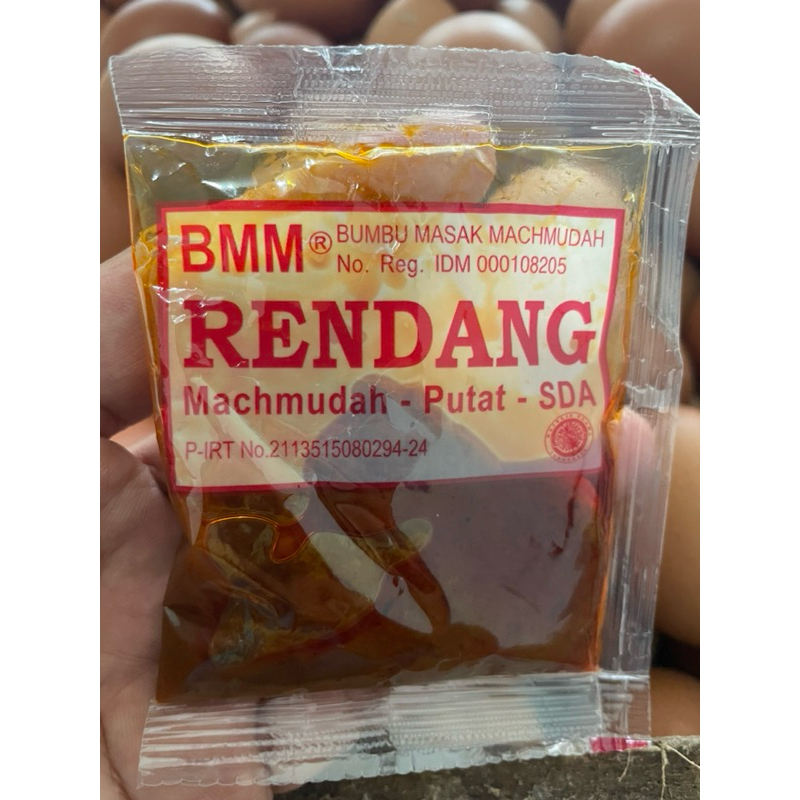 BMM® BUMBU MASAK MACHMUDAH
No. Reg. IDM 000108205
RENDANG
Machmudah - Putat - SDA
P-IRT No.2113515080294-24